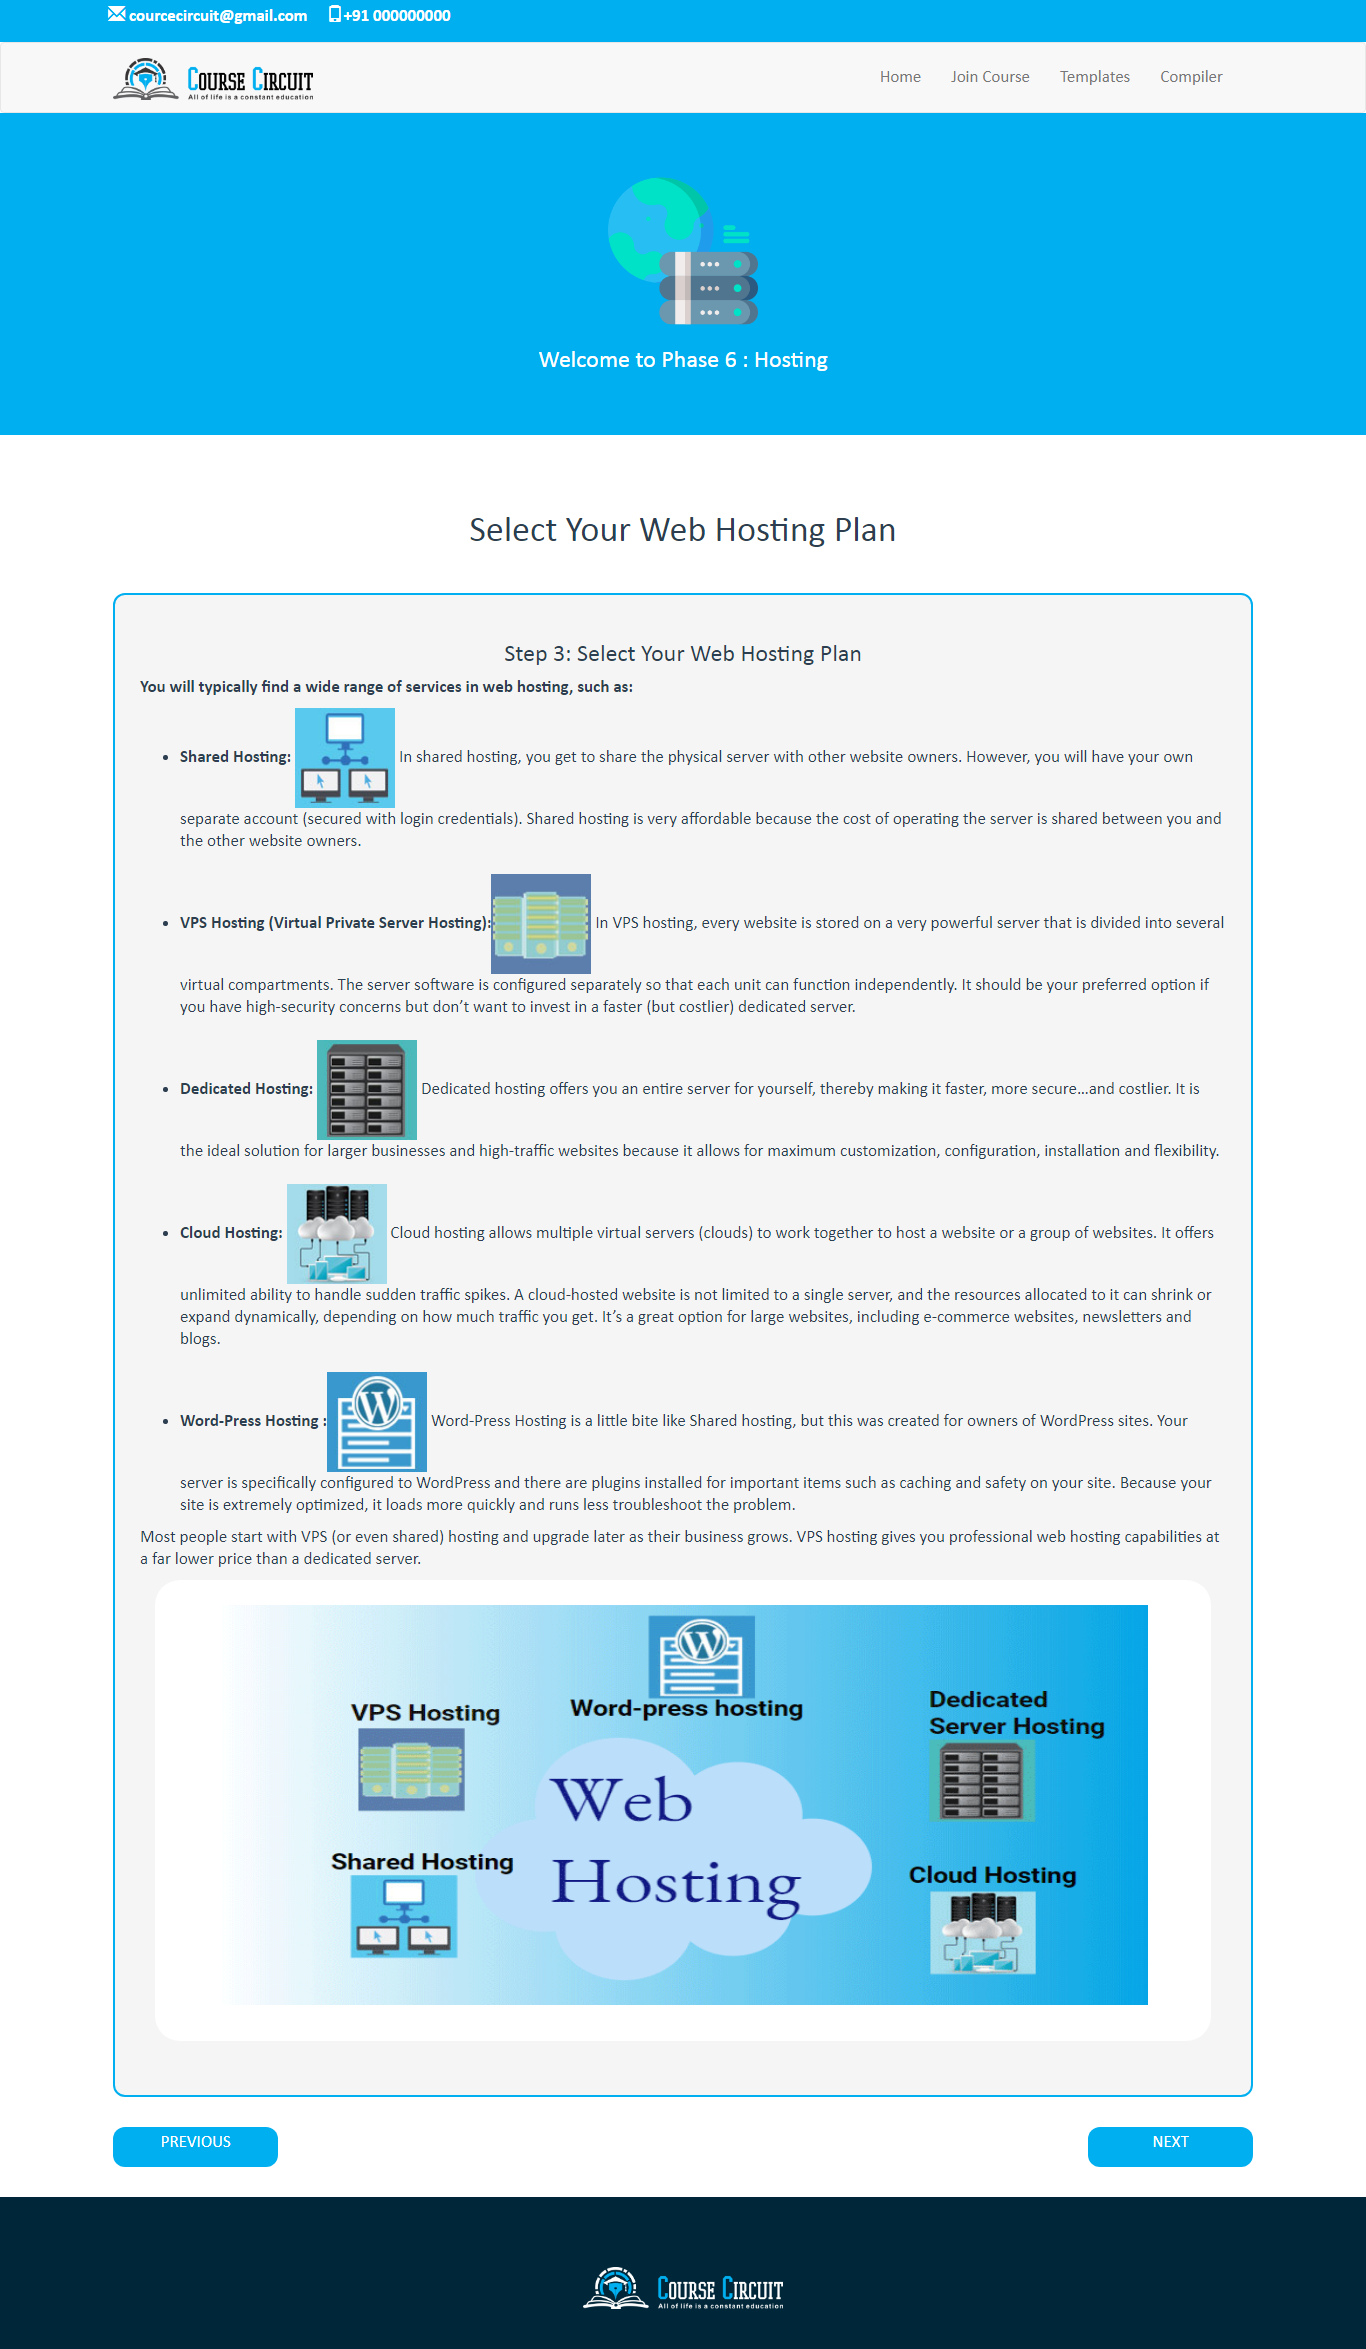 courcecircuit@gmail.com +91 000000000
COURSE CIRCUIT
All of life is a constant education
Home Join Course Templates Compiler
Welcome to Phase 6 : Hosting
Select Your Web Hosting Plan
Step 3: Select Your Web Hosting Plan
You will typically find a wide range of services in web hosting, such as:
Shared Hosting: In shared hosting, you get to share the physical server with other website owners. However, you will have your own
separate account (secured with login credentials). Shared hosting is very affordable because the cost of operating the server is shared between you and
the other website owners.
VPS Hosting (Virtual Private Server Hosting): In VPS hosting, every website is stored on a very powerful server that is divided into several
virtual compartments. The server software is configured separately so that each unit can function independently. It should be your preferred option if
you have high-security concerns but don’t want to invest in a faster (but costlier) dedicated server.
Dedicated Hosting: Dedicated hosting offers you an entire server for yourself, thereby making it faster, more secure...and costlier. It is
the ideal solution for larger businesses and high-traffic websites because it allows for maximum customization, configuration, installation and flexibility.
Cloud Hosting: Cloud hosting allows multiple virtual servers (clouds) to work together to host a website or a group of websites. It offers
unlimited ability to handle sudden traffic spikes. A cloud-hosted website is not limited to a single server, and the resources allocated to it can shrink or
expand dynamically, depending on how much traffic you get. It’s a great option for large websites, including e-commerce websites, newsletters and
blogs.
Word-Press Hosting : Word-Press Hosting is a little bite like Shared hosting, but this was created for owners of WordPress sites. Your
server is specifically configured to WordPress and there are plugins installed for important items such as caching and safety on your site. Because your
site is extremely optimized, it loads more quickly and runs less troubleshoot the problem.
Most people start with VPS (or even shared) hosting and upgrade later as their business grows. VPS hosting gives you professional web hosting capabilities at
a far lower price than a dedicated server.
Word-press hosting
VPS Hosting
Dedicated
Server Hosting
Web
Hosting
Shared Hosting
Cloud Hosting
PREVIOUS NEXT
COURSE CIRCUIT
All of life is a constant education